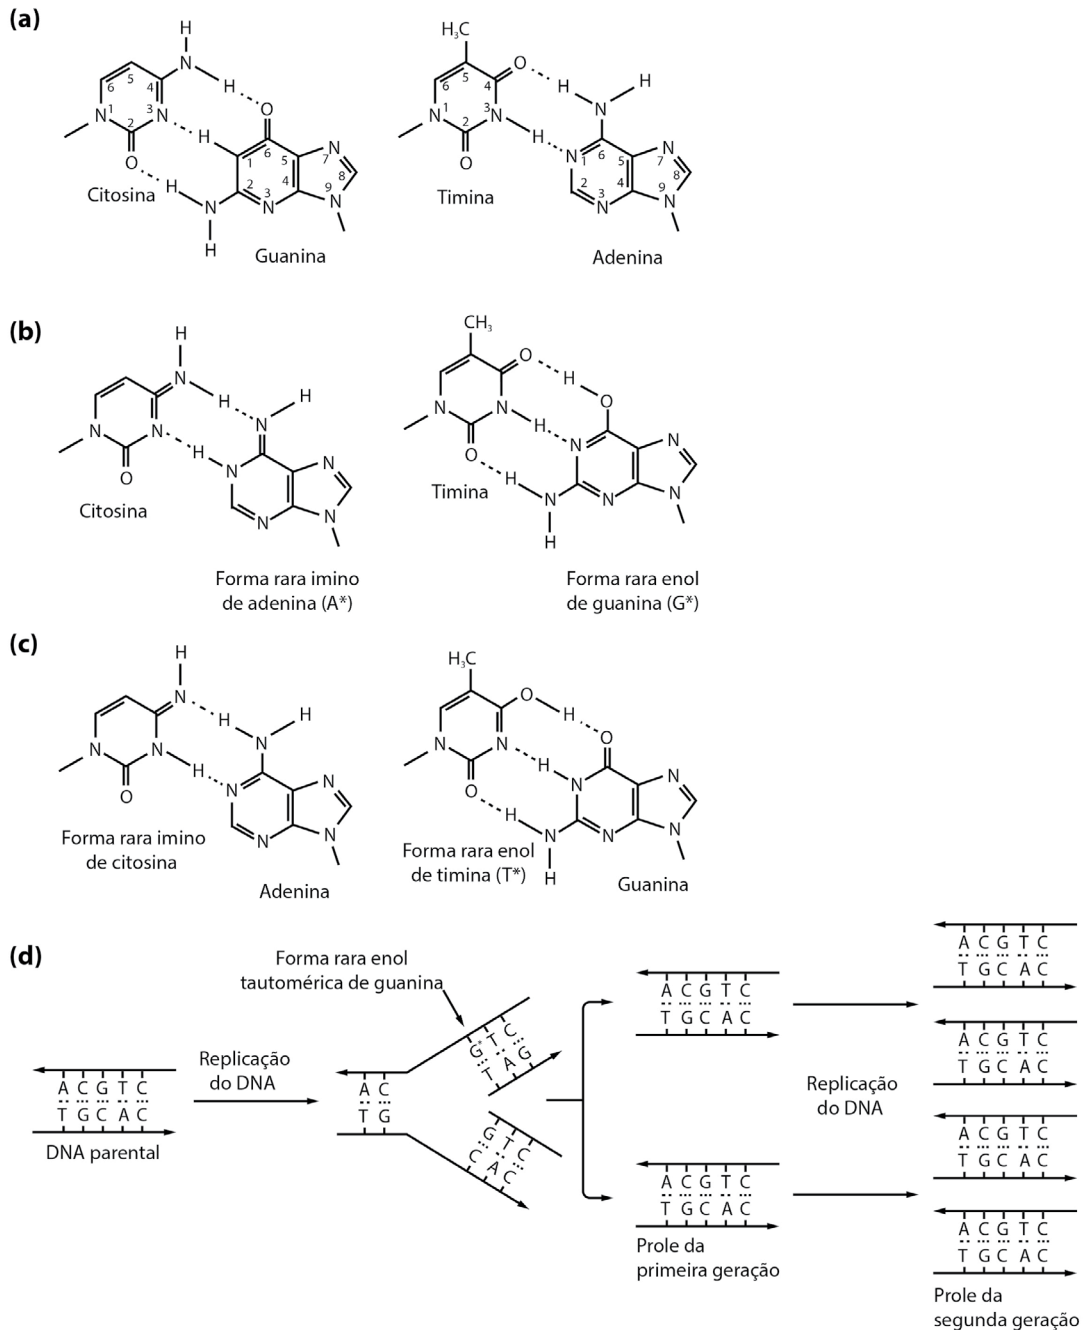 (a)
H
N
H
O
H
N
N
O
H
N
H
5
6
4
1
3
2
6
1
5
2
4
3
N
7
8
9
N
N
Citosina
Guanina
H₃C
O
H
H
N
N
N
O
H
N
N
N
N
5
6
4
1
3
2
1
6
5
2
3
4
7
8
9
Timina
Adenina
(b)
H
N
H
H
N
N
N
H
N
O
N
N
N
Citosina
Forma rara imino
de adenina (A*)
CH₃
O
H
O
N
N
H
N
O
H
N
H
N
N
N
Timina
Forma rara enol
de guanina (G*)
(c)
H
N
H
H
N
N
N
H
N
O
N
N
N
Forma rara imino
de citosina
Adenina
H₃C
O
H
O
N
N
H
N
O
H
N
H
N
N
N
Forma rara enol
de timina (T*)
Guanina
(d)
Forma rara enol
tautomérica de guanina
A C G T C
T G C A C
DNA parental
Replicação
do DNA
A C
T G
G* T C
T A G
G T C
C A C
A C G T C
T G C A C
A C G T C
T G C A C
Prole da
primeira geração
Replicação
do DNA
A C G T C
T G C A C
A C G T C
T G C A C
A C G T C
T G C A C
A C G T C
T G C A C
Prole da
segunda geração